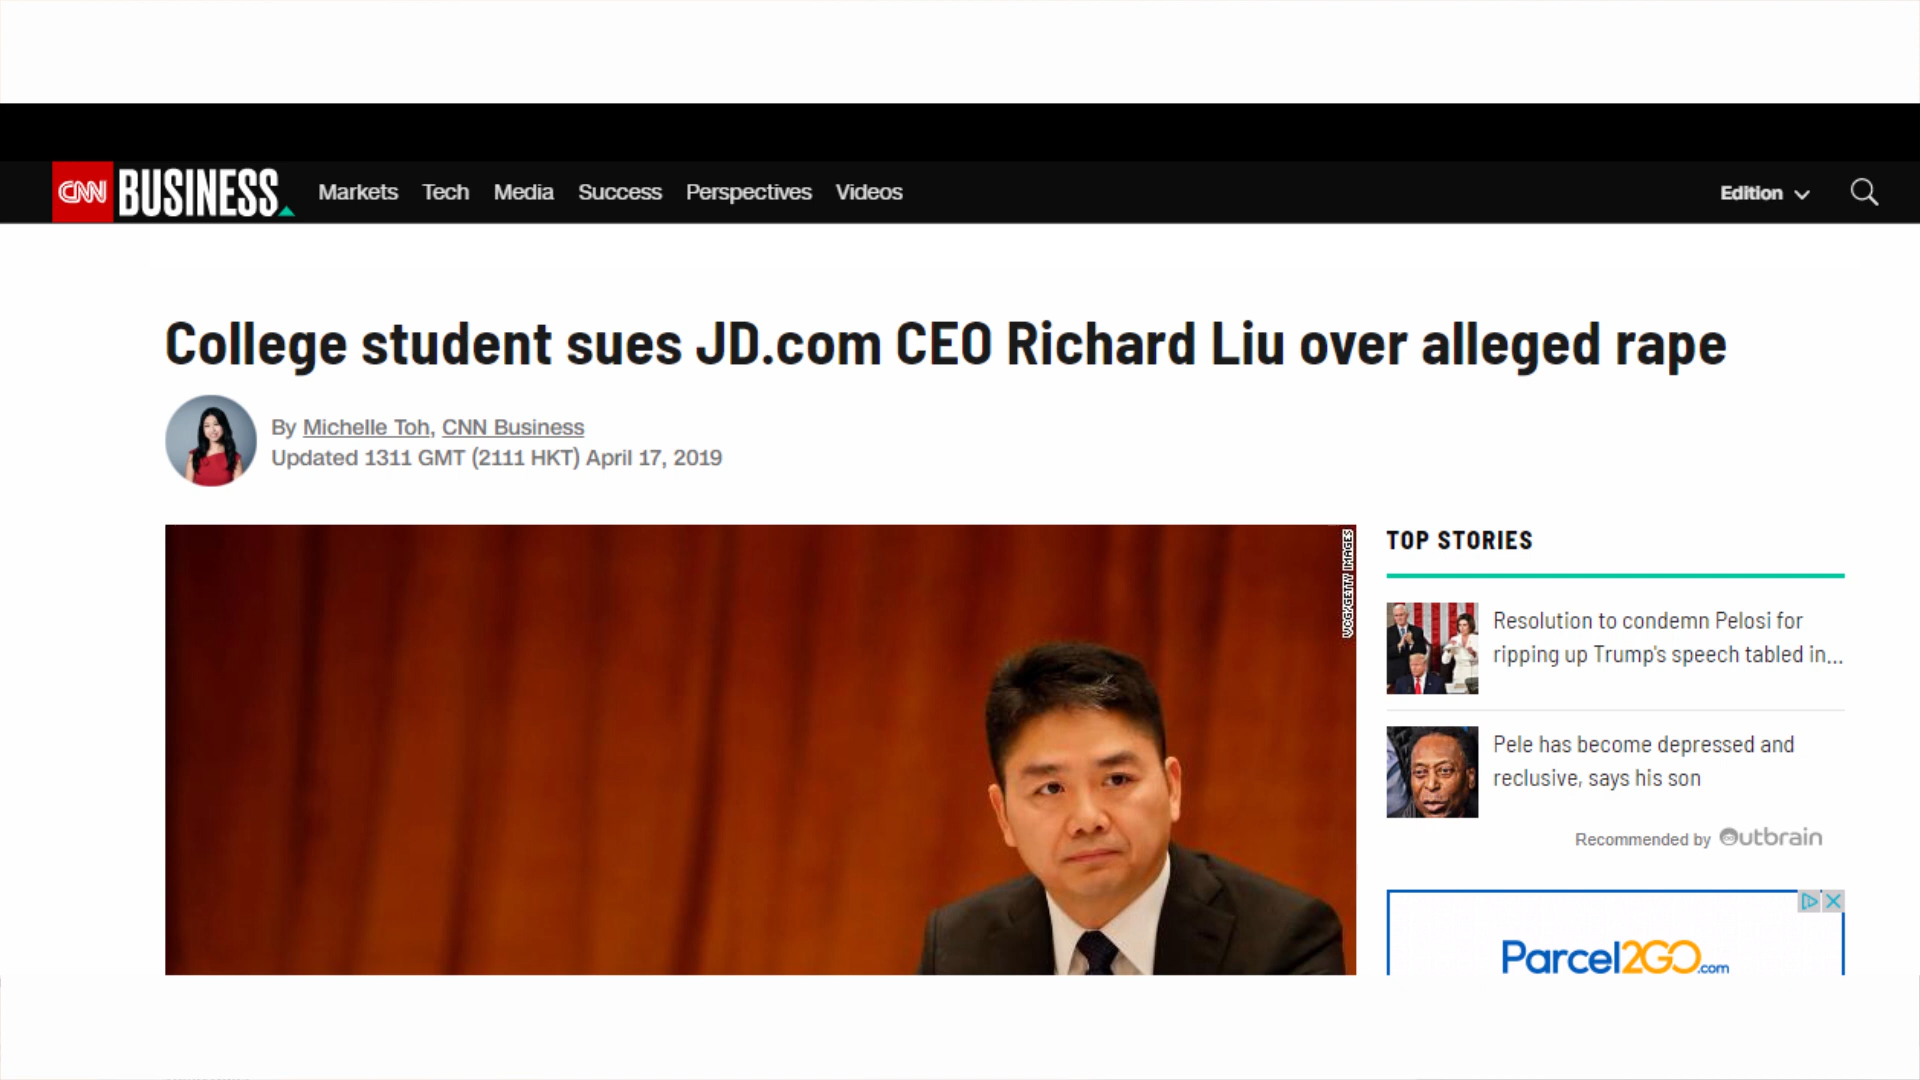 CNN BUSINESS Markets Tech Media Success Perspectives Videos Edition
College student sues JD.com CEO Richard Liu over alleged rape
By Michelle Toh, CNN Business
Updated 1311 GMT (2111 HKT) April 17, 2019
VCG/GETTY IMAGES
TOP STORIES
Resolution to condemn Pelosi for
ripping up Trump's speech tabled in...
Pele has become depressed and
reclusive, says his son
Recommended by Outbrain
Parcel2GO.com